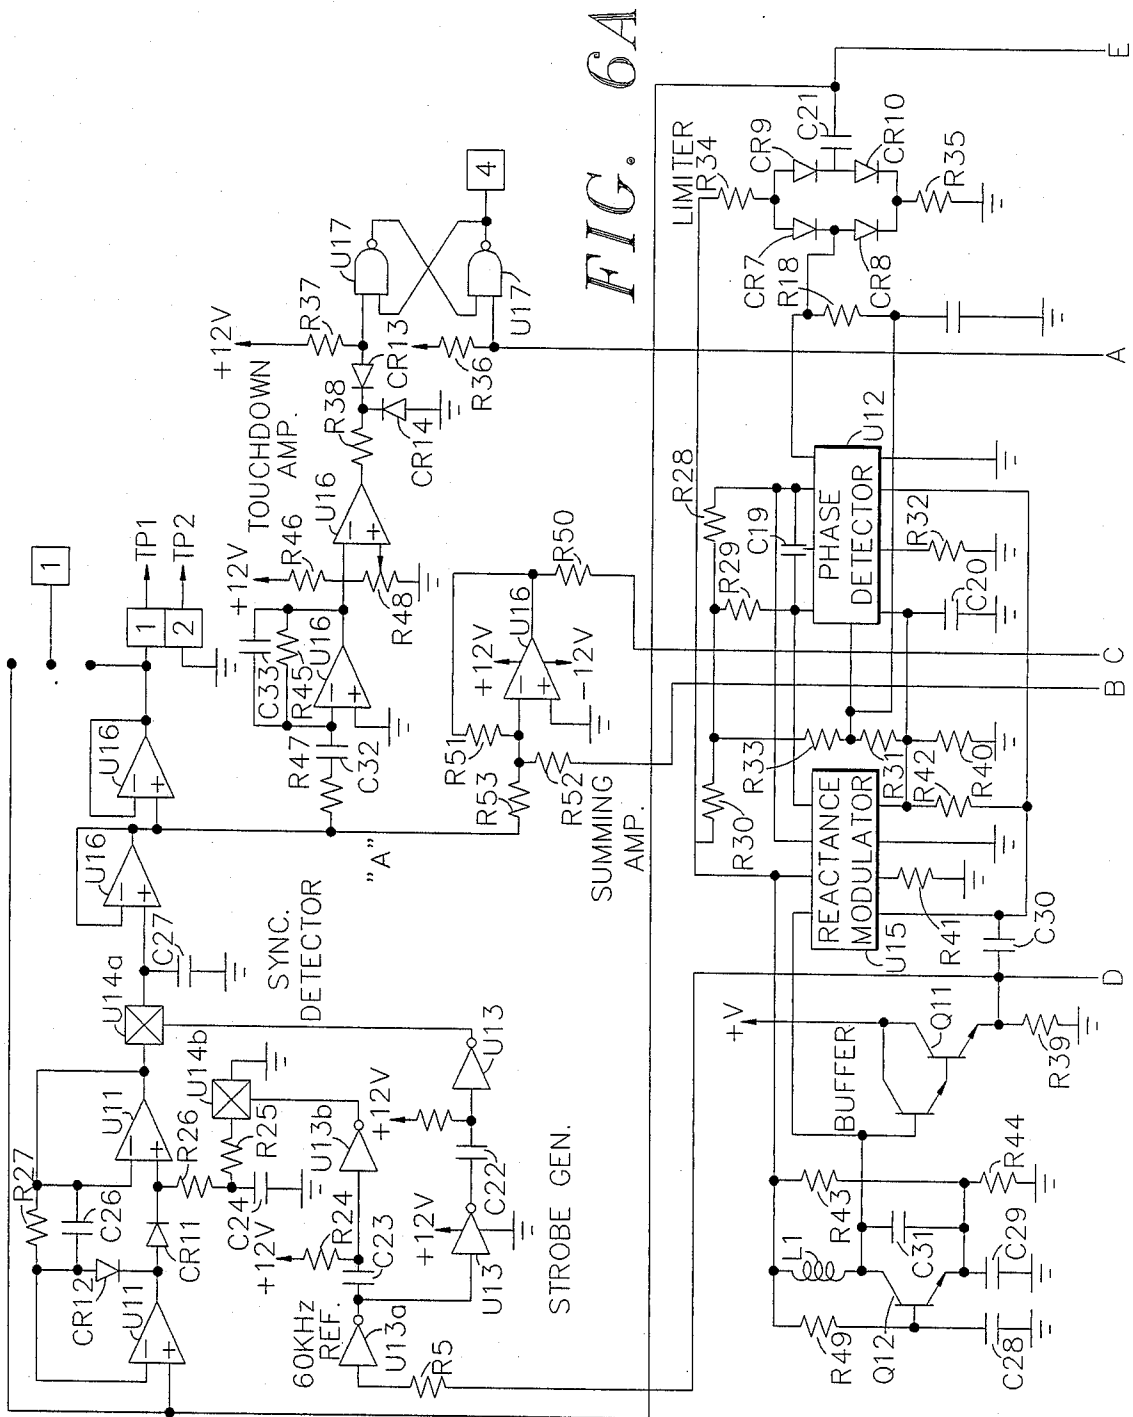 FIG. 6A
1
TP1
1
TP2
2
R27
U11
C26
CR12
U11
CR11
R26
U14a
C27
SYNC.
DETECTOR
U14b
R25
C24
+12V
R24
C23
U13b
60KHz
REF.
U13a
R5
+12V
U13
C22
+12V
U13
STROBE GEN.
U16
U16
"A"
R47
C32
C33
R45
U16
+12V
R46
R48
TOUCHDOWN
AMP.
U16
R38
CR13
CR14
+12V
R37
R36
U17
U17
4
R53
R51
R52
+12V
U16
-12V
R50
SUMMING
AMP.
LIMITER
R34
CR9
C21
CR7
R18
CR8
CR10
R35
R28
R29
C19
PHASE
DETECTOR
U12
R32
C20
R30
R33
R31
R42
R40
REACTANCE
MODULATOR
U15
R41
C30
+V
BUFFER
Q11
R39
R43
L1
C31
R44
C29
R49
Q12
C28
D
B
C
A
E